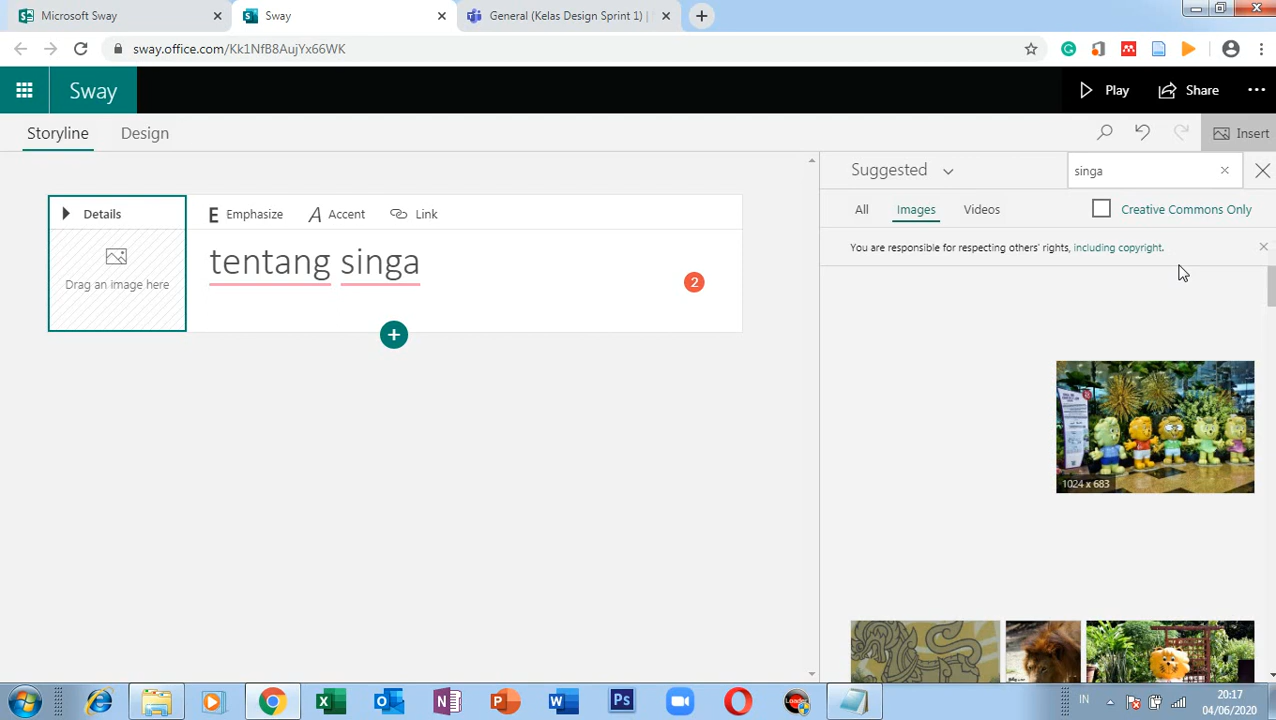 Microsoft Sway
Sway
General (Kelas Design Sprint 1) |
sway.office.com/Kk1NfB8AujYx66WK
Sway
Play
Share
Storyline
Design
Insert
Suggested
singa
All
Images
Videos
Creative Commons Only
You are responsible for respecting others' rights, including copyright.
Details
Drag an image here
E Emphasize
A Accent
Link
tentang singa
2
1024 x 683
IN
20:17
04/06/2020